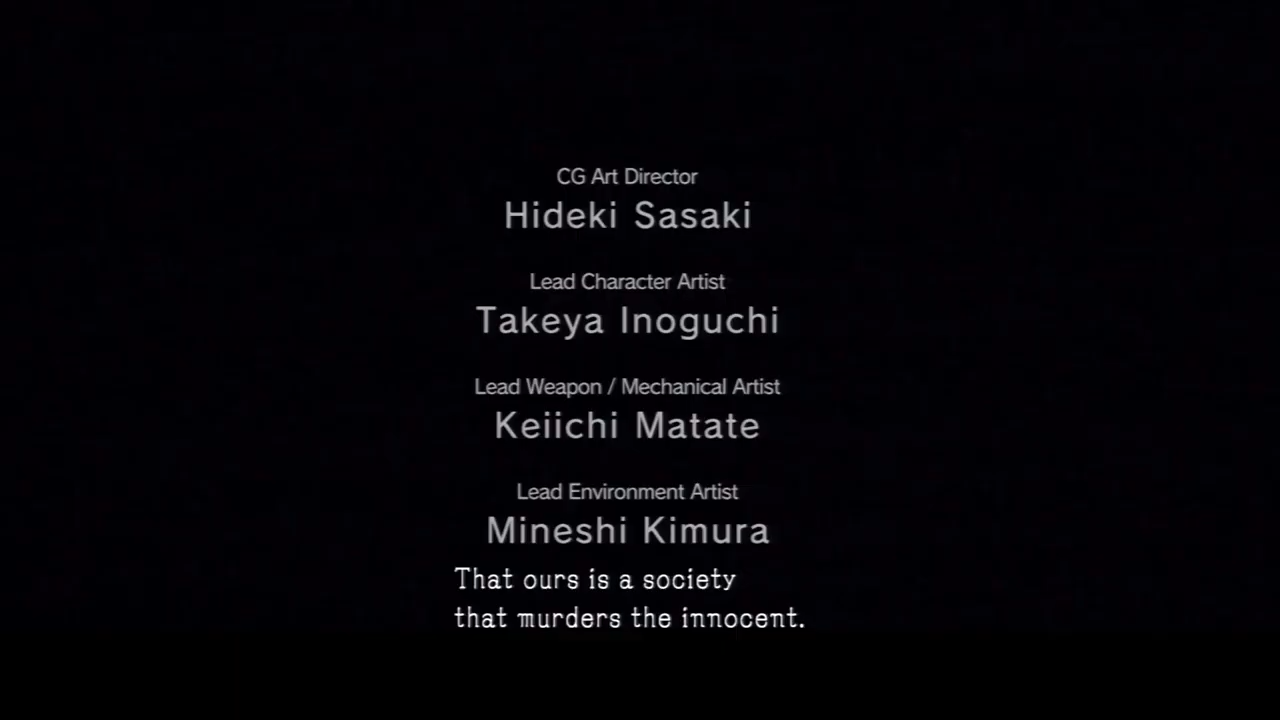 CG Art Director
Hideki Sasaki
Lead Character Artist
Takeya Inoguchi
Lead Weapon / Mechanical Artist
Keiichi Matate
Lead Environment Artist
Mineshi Kimura
That ours is a society
that murders the innocent.